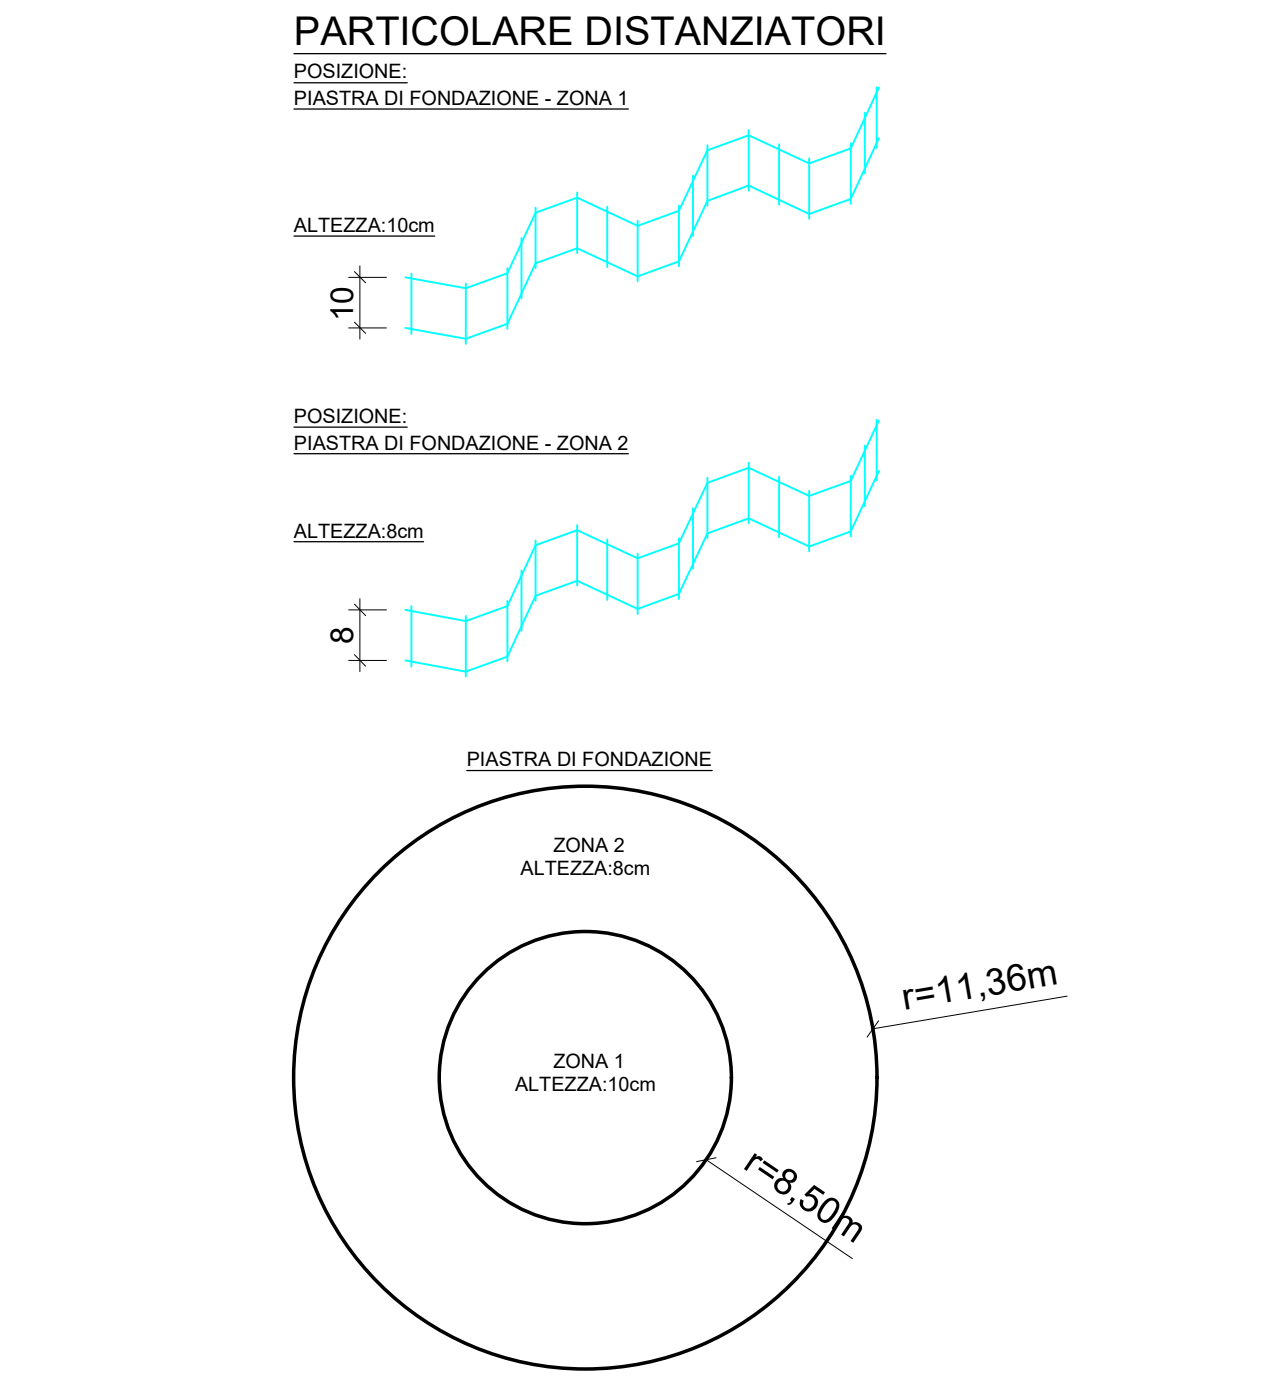 PARTICOLARE DISTANZIATORI
POSIZIONE:
PIASTRA DI FONDAZIONE - ZONA 1
ALTEZZA:10cm
10
POSIZIONE:
PIASTRA DI FONDAZIONE - ZONA 2
ALTEZZA:8cm
8
PIASTRA DI FONDAZIONE
ZONA 2
ALTEZZA:8cm
r=11,36m
ZONA 1
ALTEZZA:10cm
r=8,50m